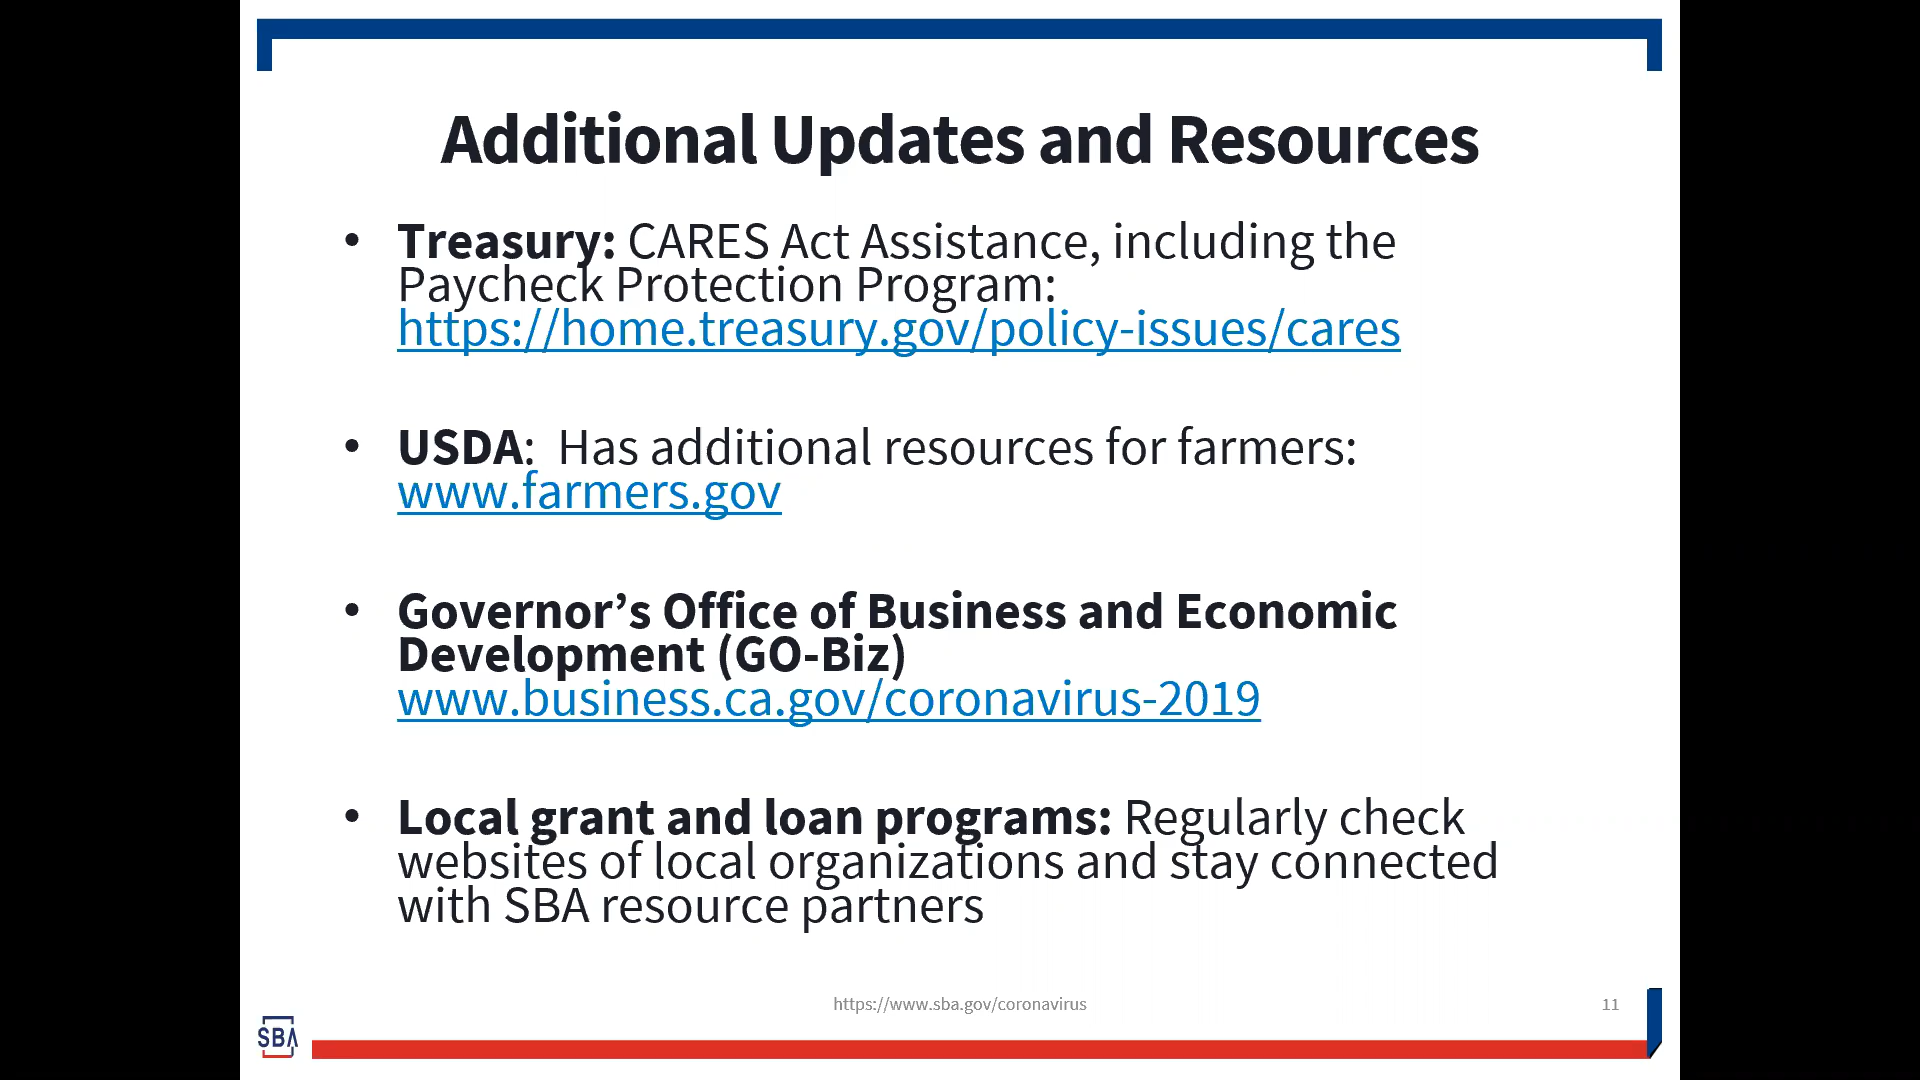 Additional Updates and Resources
• Treasury: CARES Act Assistance, including the
Paycheck Protection Program:
https://home.treasury.gov/policy-issues/cares
• USDA:  Has additional resources for farmers:
www.farmers.gov
• Governor’s Office of Business and Economic
Development (GO-Biz)
www.business.ca.gov/coronavirus-2019
• Local grant and loan programs: Regularly check
websites of local organizations and stay connected
with SBA resource partners
https://www.sba.gov/coronavirus
11
SBA